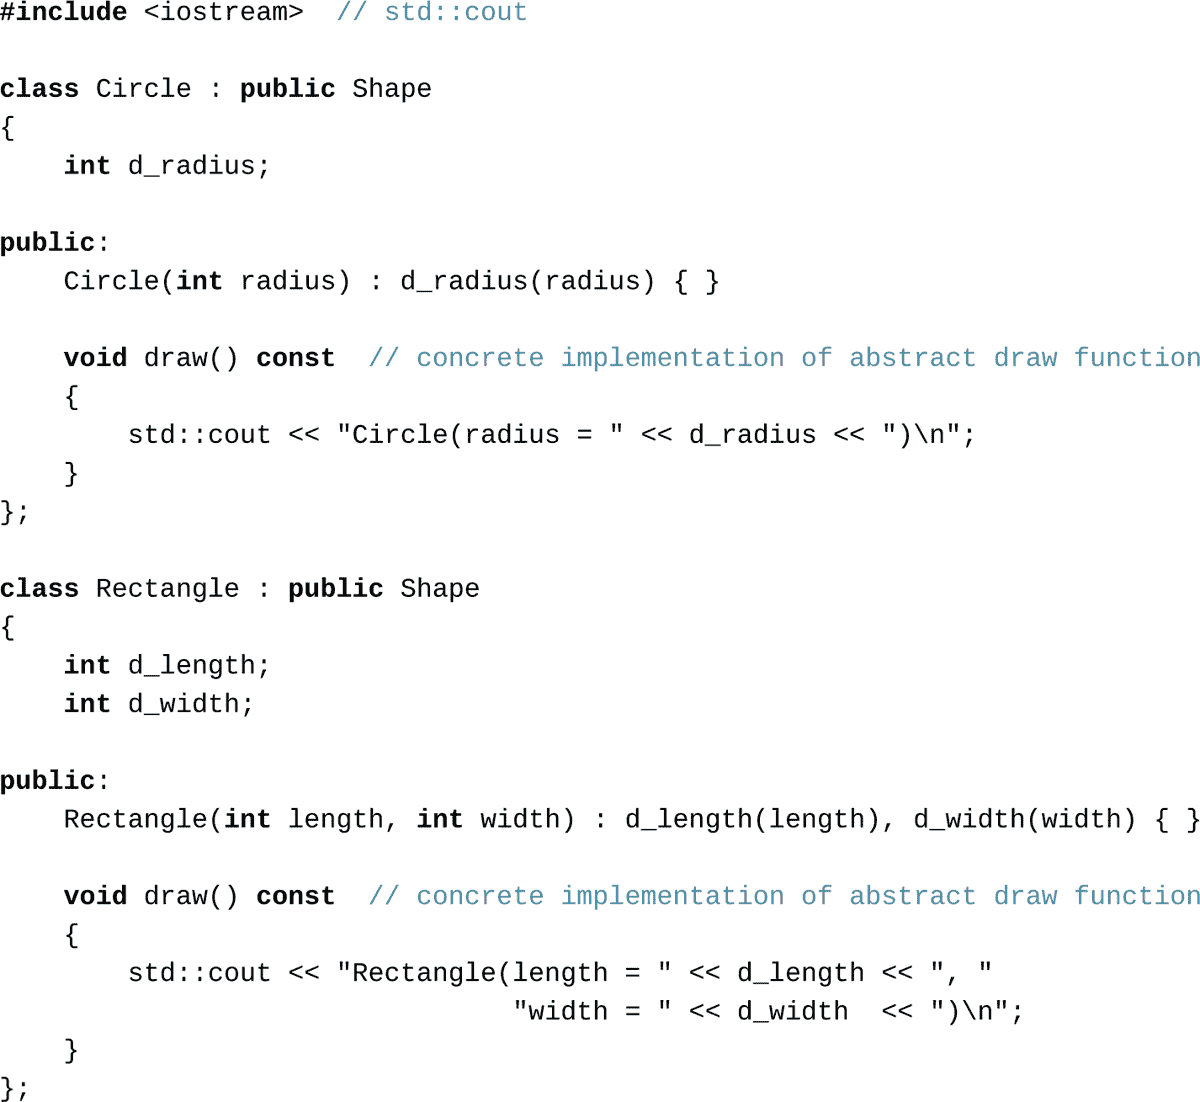 #include <iostream>  // std::cout

class Circle : public Shape
{
    int d_radius;

public:
    Circle(int radius) : d_radius(radius) { }

    void draw() const  // concrete implementation of abstract draw function
    {
        std::cout << "Circle(radius = " << d_radius << ")\n";
    }
};

class Rectangle : public Shape
{
    int d_length;
    int d_width;

public:
    Rectangle(int length, int width) : d_length(length), d_width(width) { }

    void draw() const  // concrete implementation of abstract draw function
    {
        std::cout << "Rectangle(length = " << d_length << ", "
                                "width = " << d_width  << ")\n";
    }
};